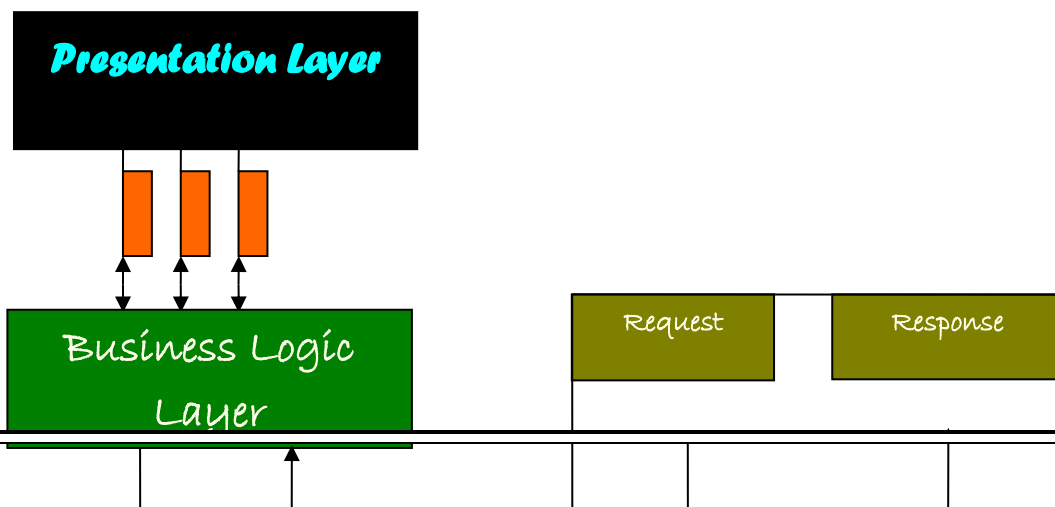 Presentation Layer
Business Logic
Layer
Request
Response